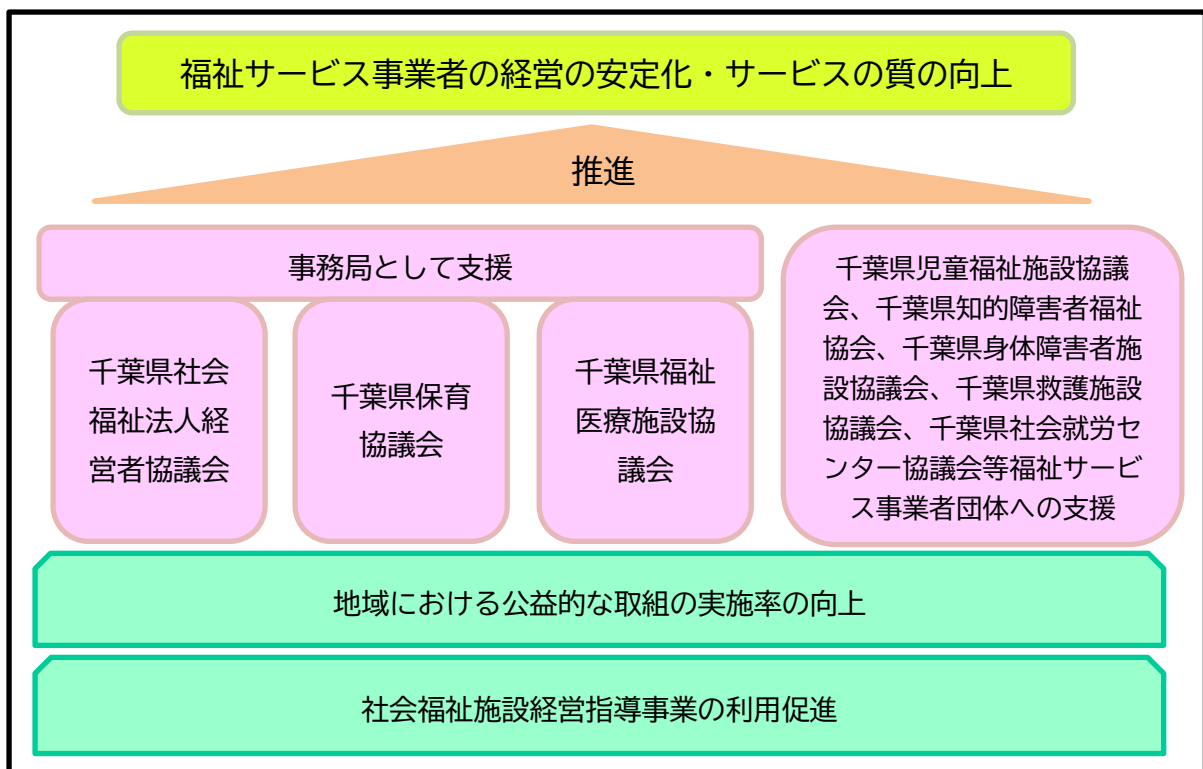 福祉サービス事業者の経営の安定化・サービスの質の向上
推進
事務局として支援
千葉県社会
福祉法人経
営者協議会
千葉県保育
協議会
千葉県福祉
医療施設協
議会
千葉県児童福祉施設協議
会、千葉県知的障害者福祉
協会、千葉県身体障害者施
設協議会、千葉県救護施設
協議会、千葉県社会就労セ
ンター協議会等福祉サービ
ス事業者団体への支援
地域における公益的な取組の実施率の向上
社会福祉施設経営指導事業の利用促進